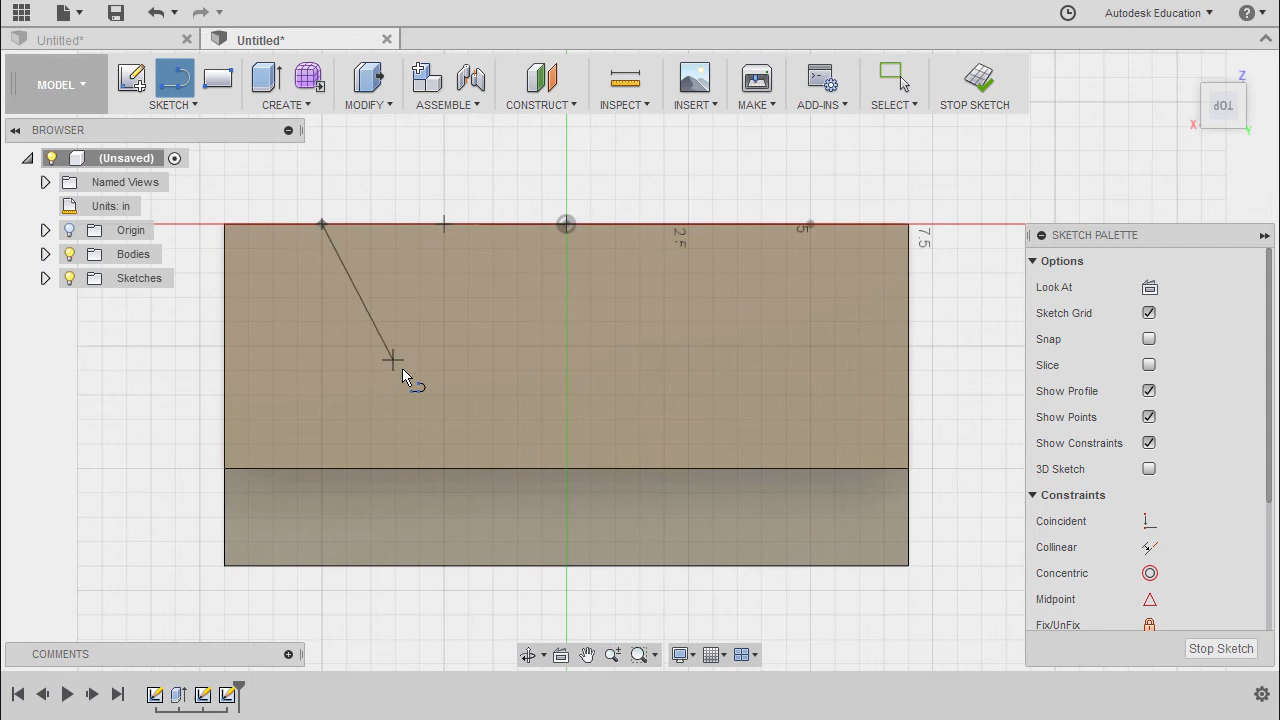 Autodesk Education
Untitled*
Untitled*
MODEL
SKETCH
CREATE
MODIFY
ASSEMBLE
CONSTRUCT
INSPECT
INSERT
MAKE
ADD-INS
SELECT
STOP SKETCH
Z
TOP
X
Y
BROWSER
(Unsaved)
Named Views
Units: in
Origin
Bodies
Sketches
2.5
5
7.5
SKETCH PALETTE
Options
Look At
Sketch Grid
Snap
Slice
Show Profile
Show Points
Show Constraints
3D Sketch
Constraints
Coincident
Collinear
Concentric
Midpoint
Fix/UnFix
Stop Sketch
COMMENTS